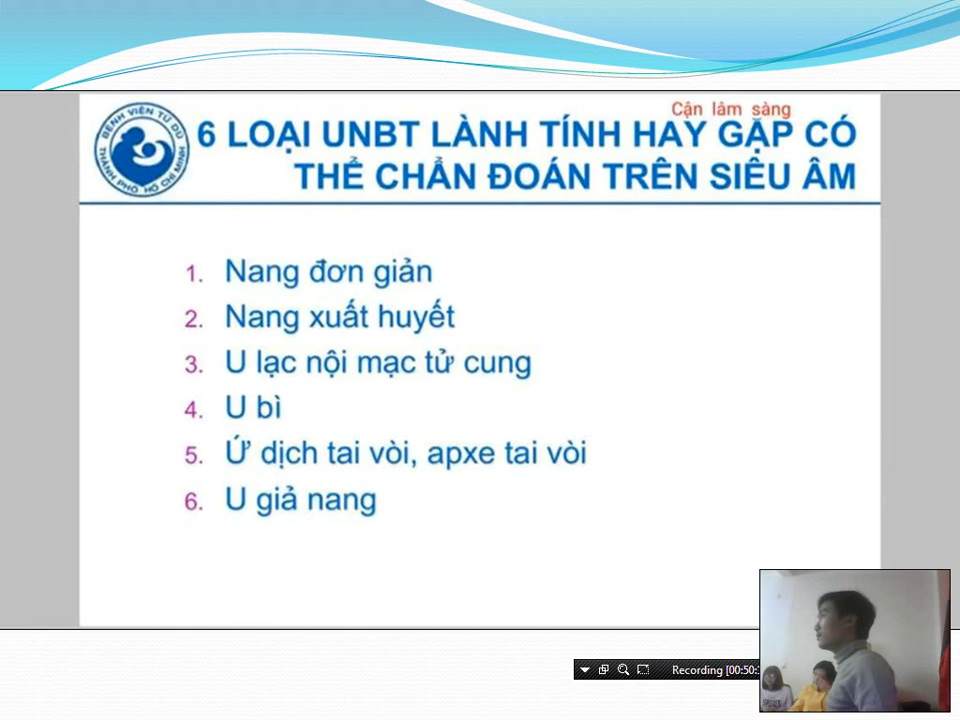 Cận lâm sàng
6 LOẠI UNBT LÀNH TÍNH HAY GẶP CÓ
THỂ CHẨN ĐOÁN TRÊN SIÊU ÂM
BỆNH VIỆN TỪ DŨ
THÀNH PHỐ HỒ CHÍ MINH
1. Nang đơn giản
2. Nang xuất huyết
3. U lạc nội mạc tử cung
4. U bì
5. Ứ dịch tai vòi, apxe tai vòi
6. U giả nang
Recording [00:50: